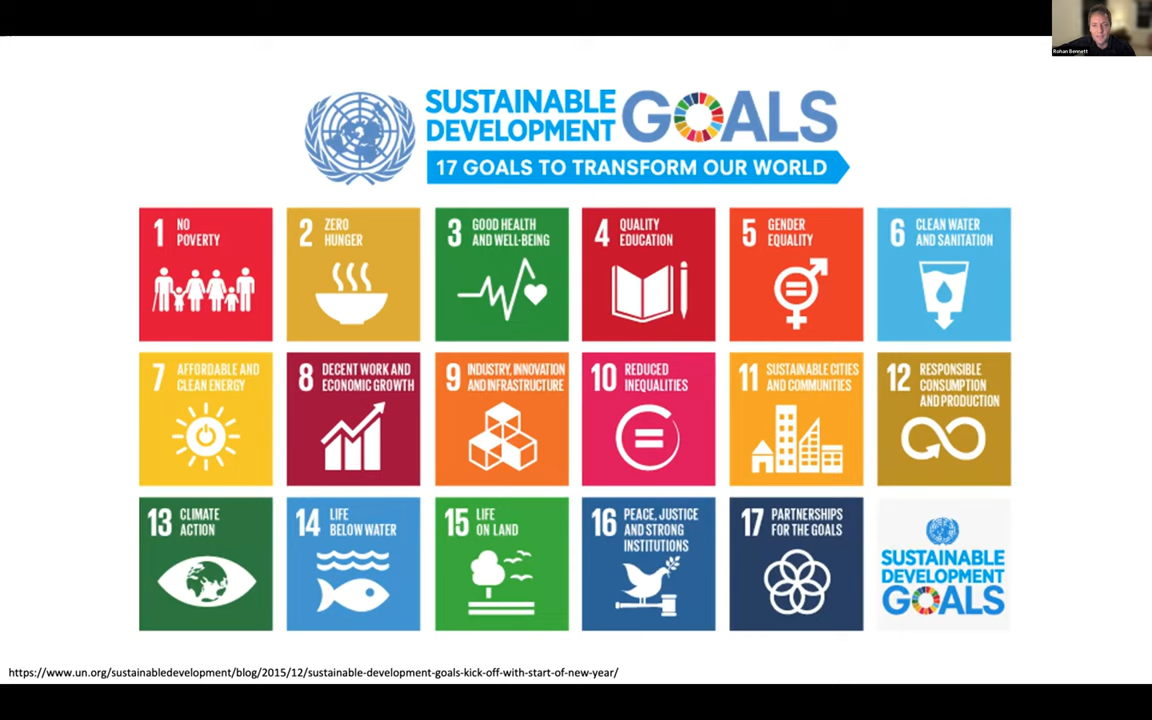 Rohan Bennett
SUSTAINABLE
DEVELOPMENT
GOALS
17 GOALS TO TRANSFORM OUR WORLD
1 NO
POVERTY
2 ZERO
HUNGER
3 GOOD HEALTH
AND WELL-BEING
4 QUALITY
EDUCATION
5 GENDER
EQUALITY
6 CLEAN WATER
AND SANITATION
7 AFFORDABLE AND
CLEAN ENERGY
8 DECENT WORK AND
ECONOMIC GROWTH
9 INDUSTRY, INNOVATION
AND INFRASTRUCTURE
10 REDUCED
INEQUALITIES
11 SUSTAINABLE CITIES
AND COMMUNITIES
12 RESPONSIBLE
CONSUMPTION
AND PRODUCTION
13 CLIMATE
ACTION
14 LIFE
BELOW WATER
15 LIFE
ON LAND
16 PEACE, JUSTICE
AND STRONG
INSTITUTIONS
17 PARTNERSHIPS
FOR THE GOALS
SUSTAINABLE
DEVELOPMENT
GOALS
https://www.un.org/sustainabledevelopment/blog/2015/12/sustainable-development-goals-kick-off-with-start-of-new-year/